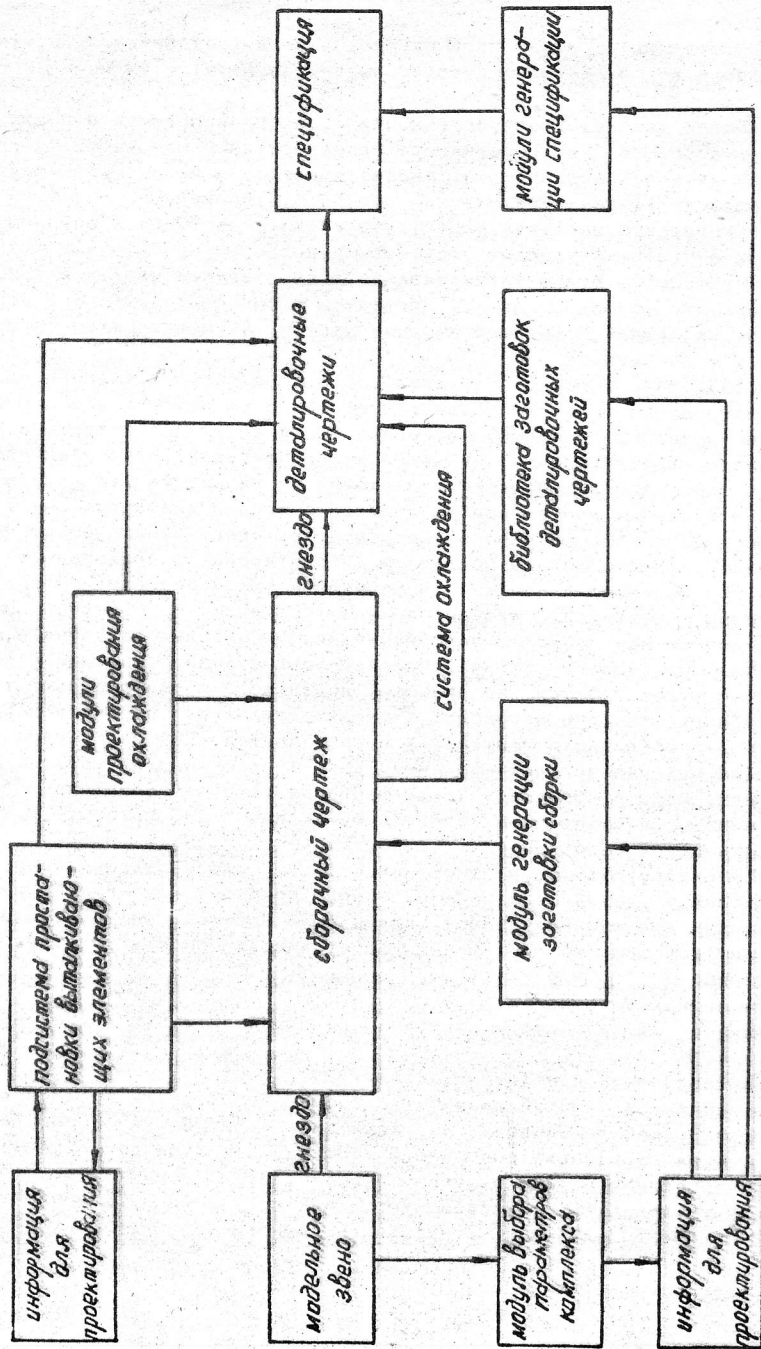 информация
для
проектирования
подсистема проста-
новки выталкиваю-
щих элементов
модули
проектирования
охлаждения
модельное
звено
гнездо
сборочный чертеж
гнездо
деталировочные
чертежи
спецификация
система охлаждения
модуль выбора
параметров
комплекса
модуль генерации
заготовки сборки
библиотека заготовок
деталировочных
чертежей
модули генера-
ции спецификации
информация
для
проектирования